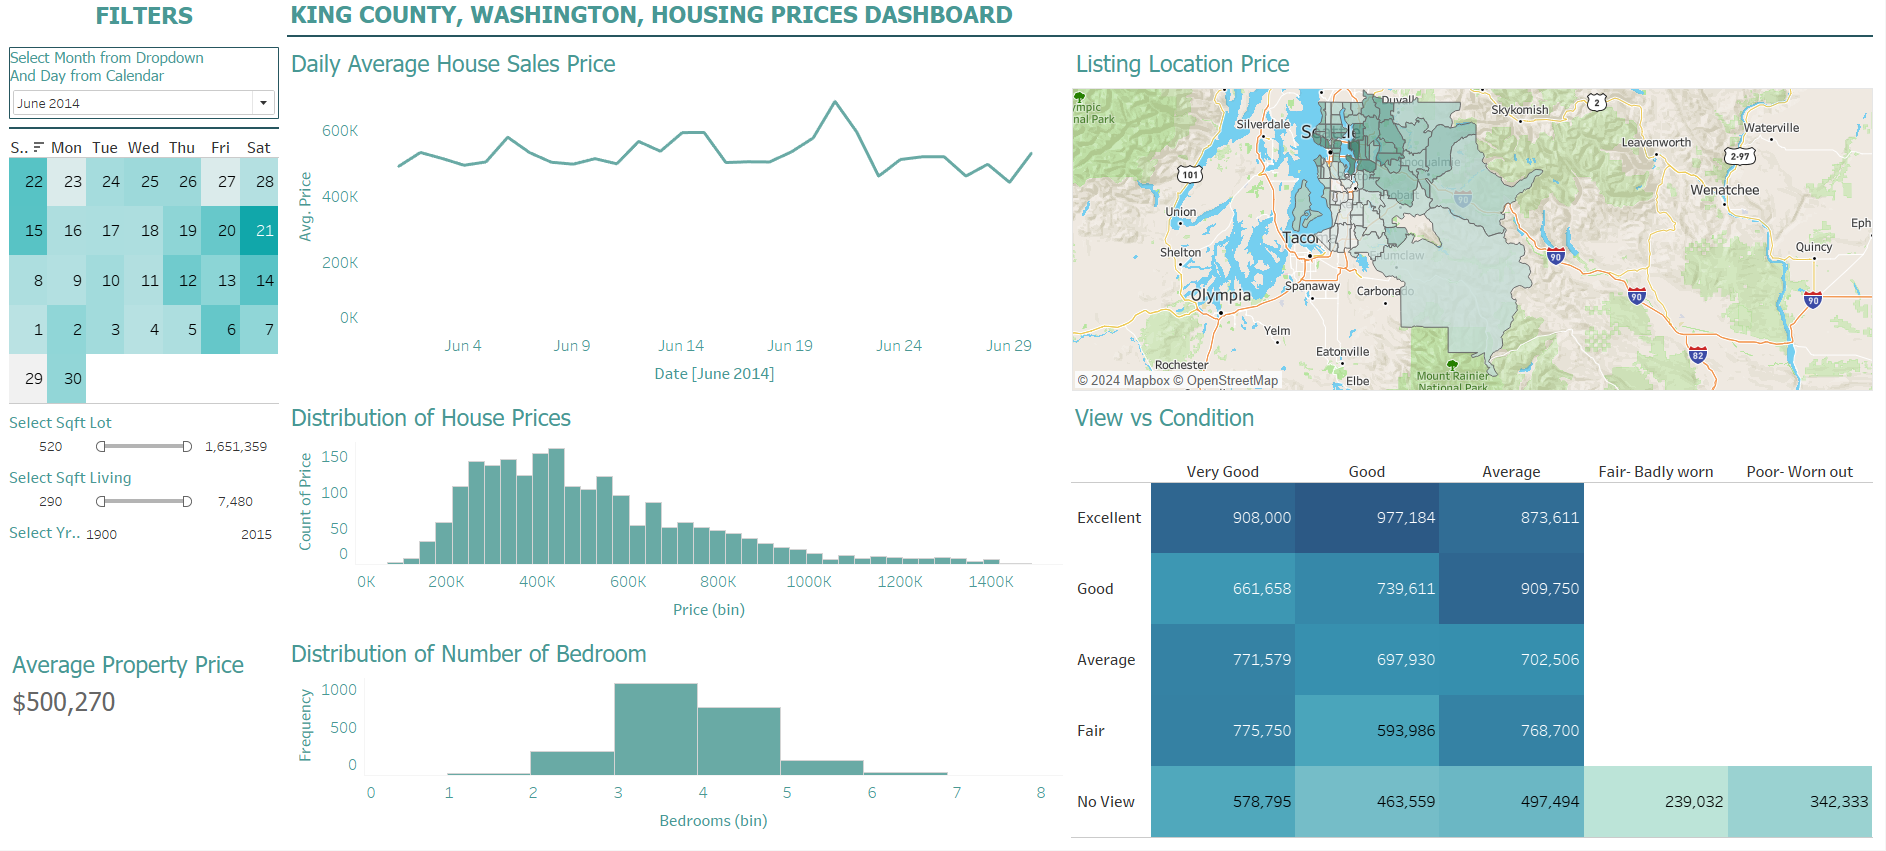 FILTERS
KING COUNTY, WASHINGTON, HOUSING PRICES DASHBOARD
Select Month from Dropdown
And Day from Calendar
June 2014
S.. Mon Tue Wed Thu Fri Sat
22 23 24 25 26 27 28
15 16 17 18 19 20 21
8 9 10 11 12 13 14
1 2 3 4 5 6 7
29 30
Select Sqft Lot
520 1,651,359
Select Sqft Living
290 7,480
Select Yr.. 1900 2015
Average Property Price
$500,270
Daily Average House Sales Price
Avg. Price
600K
400K
200K
0K
Jun 4 Jun 9 Jun 14 Jun 19 Jun 24 Jun 29
Date [June 2014]
Distribution of House Prices
Count of Price
150
100
50
0
0K 200K 400K 600K 800K 1000K 1200K 1400K
Price (bin)
Distribution of Number of Bedroom
Frequency
1000
500
0
0 1 2 3 4 5 6 7 8
Bedrooms (bin)
Listing Location Price
Duvall
Skykomish
2
Waterville
Silverdale
Leavenworth
2-97
101
Wenatchee
Union
Eph
Quincy
Shelton
90
Spanaway
Olympia
90
90
Yelm
Eatonville
82
Rochester
Elbe
Mount Rainier
National Park
© 2024 Mapbox © OpenStreetMap
View vs Condition
Very Good Good Average Fair- Badly worn Poor- Worn out
Excellent 908,000 977,184 873,611
Good 661,658 739,611 909,750
Average 771,579 697,930 702,506
Fair 775,750 593,986 768,700
No View 578,795 463,559 497,494 239,032 342,333